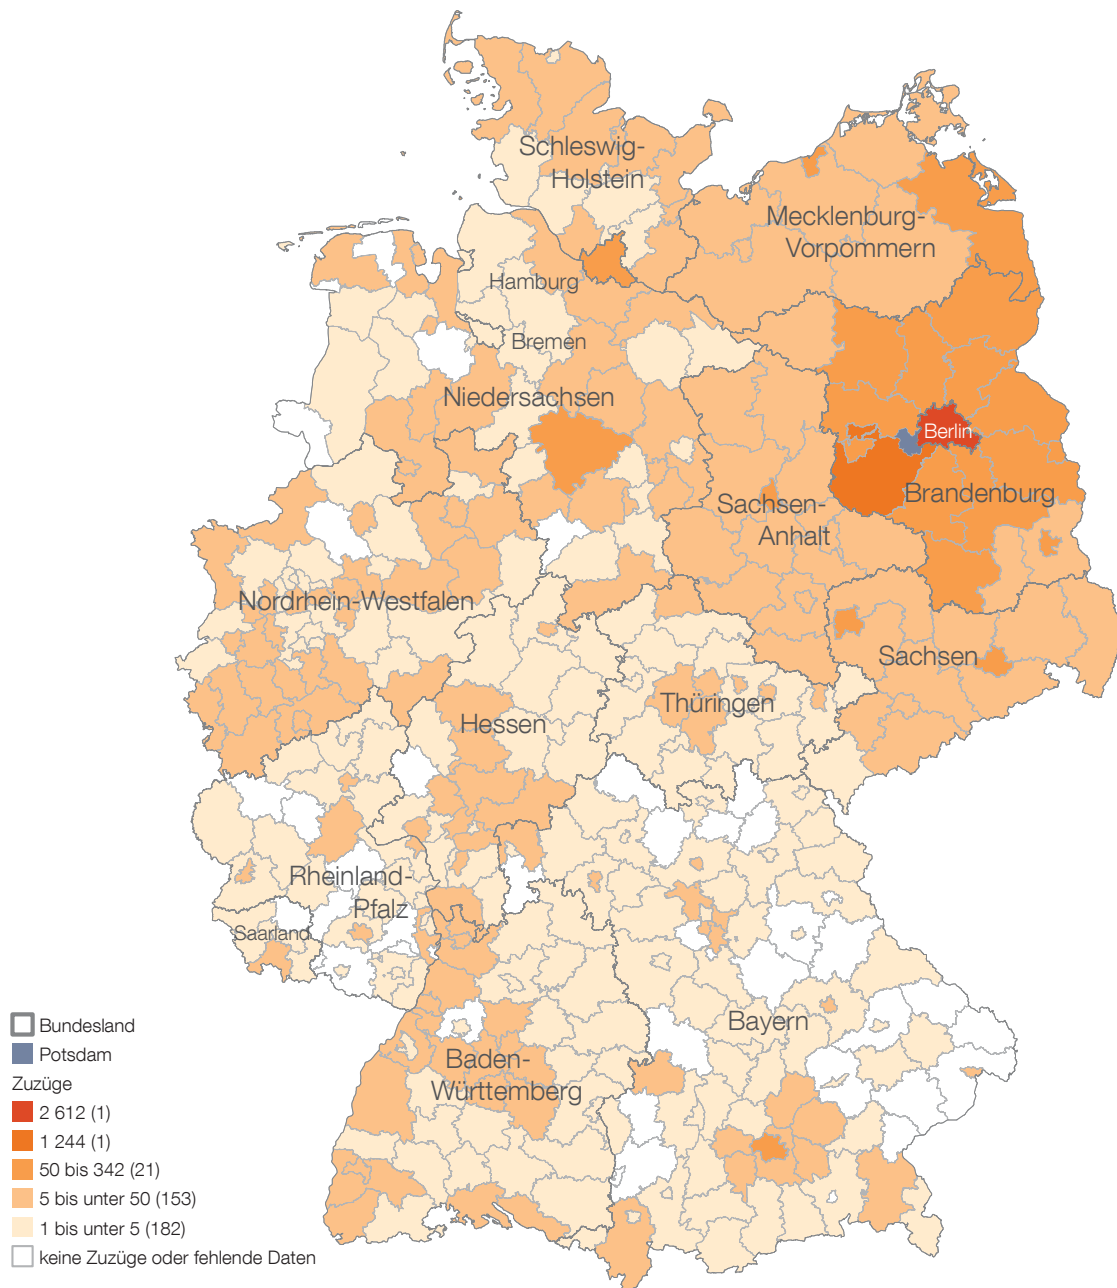 Schleswig-
Holstein
Mecklenburg-
Vorpommern
Hamburg
Bremen
Niedersachsen
Berlin
Brandenburg
Sachsen-
Anhalt
Nordrhein-Westfalen
Sachsen
Thüringen
Hessen
Rheinland-
Pfalz
Saarland
Bayern
Baden-
Württemberg
Bundesland
Potsdam
Zuzüge
2 612 (1)
1 244 (1)
50 bis 342 (21)
5 bis unter 50 (153)
1 bis unter 5 (182)
keine Zuzüge oder fehlende Daten